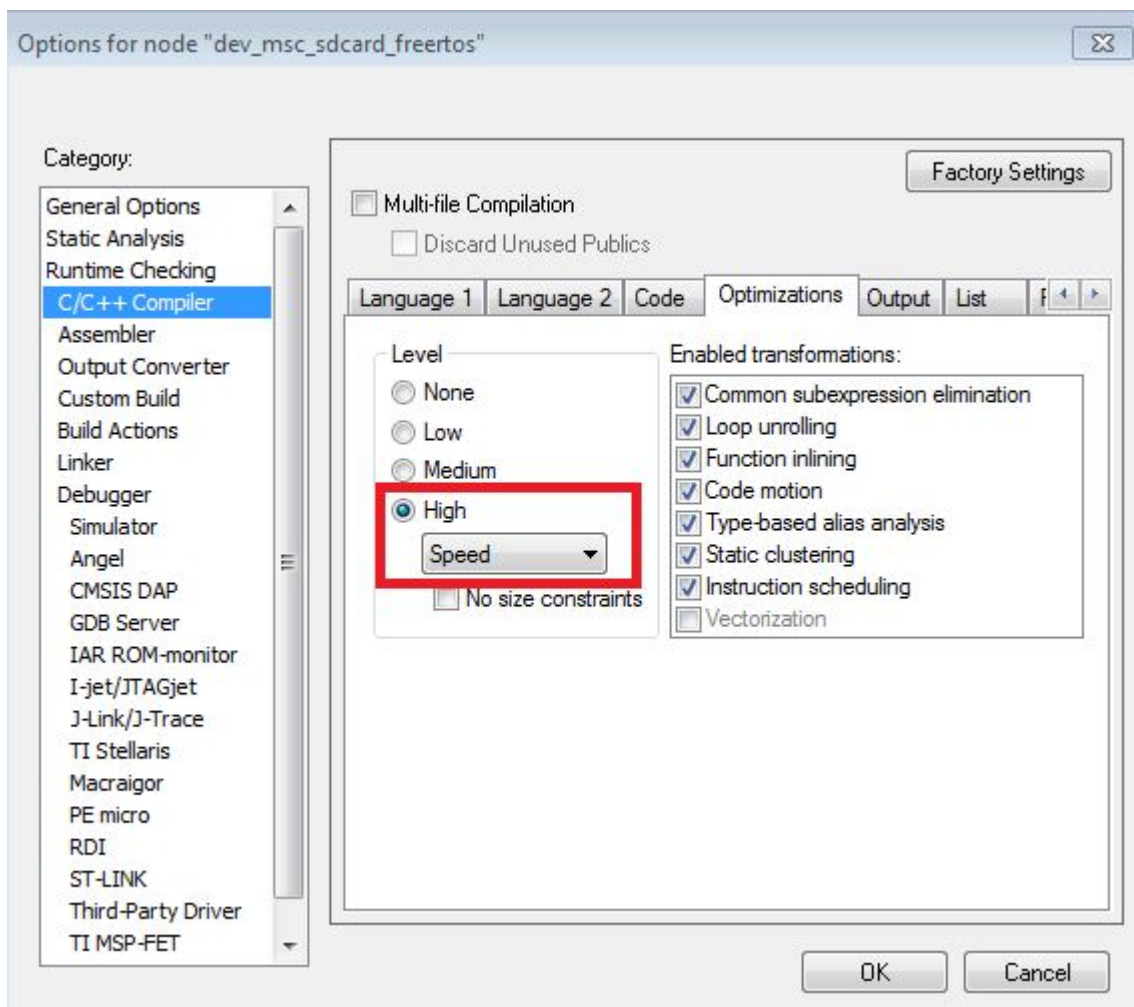 Options for node "dev_msc_sdcard_freertos"
Category:
General Options
Static Analysis
Runtime Checking
C/C++ Compiler
Assembler
Output Converter
Custom Build
Build Actions
Linker
Debugger
Simulator
Angel
CMSIS DAP
GDB Server
IAR ROM-monitor
I-jet/JTAGjet
J-Link/J-Trace
TI Stellaris
Macraigor
PE micro
RDI
ST-LINK
Third-Party Driver
TI MSP-FET
Factory Settings
Multi-file Compilation
Discard Unused Publics
Language 1 Language 2 Code Optimizations Output List
Level
None
Low
Medium
High
Speed
No size constraints
Enabled transformations:
Common subexpression elimination
Loop unrolling
Function inlining
Code motion
Type-based alias analysis
Static clustering
Instruction scheduling
Vectorization
OK Cancel